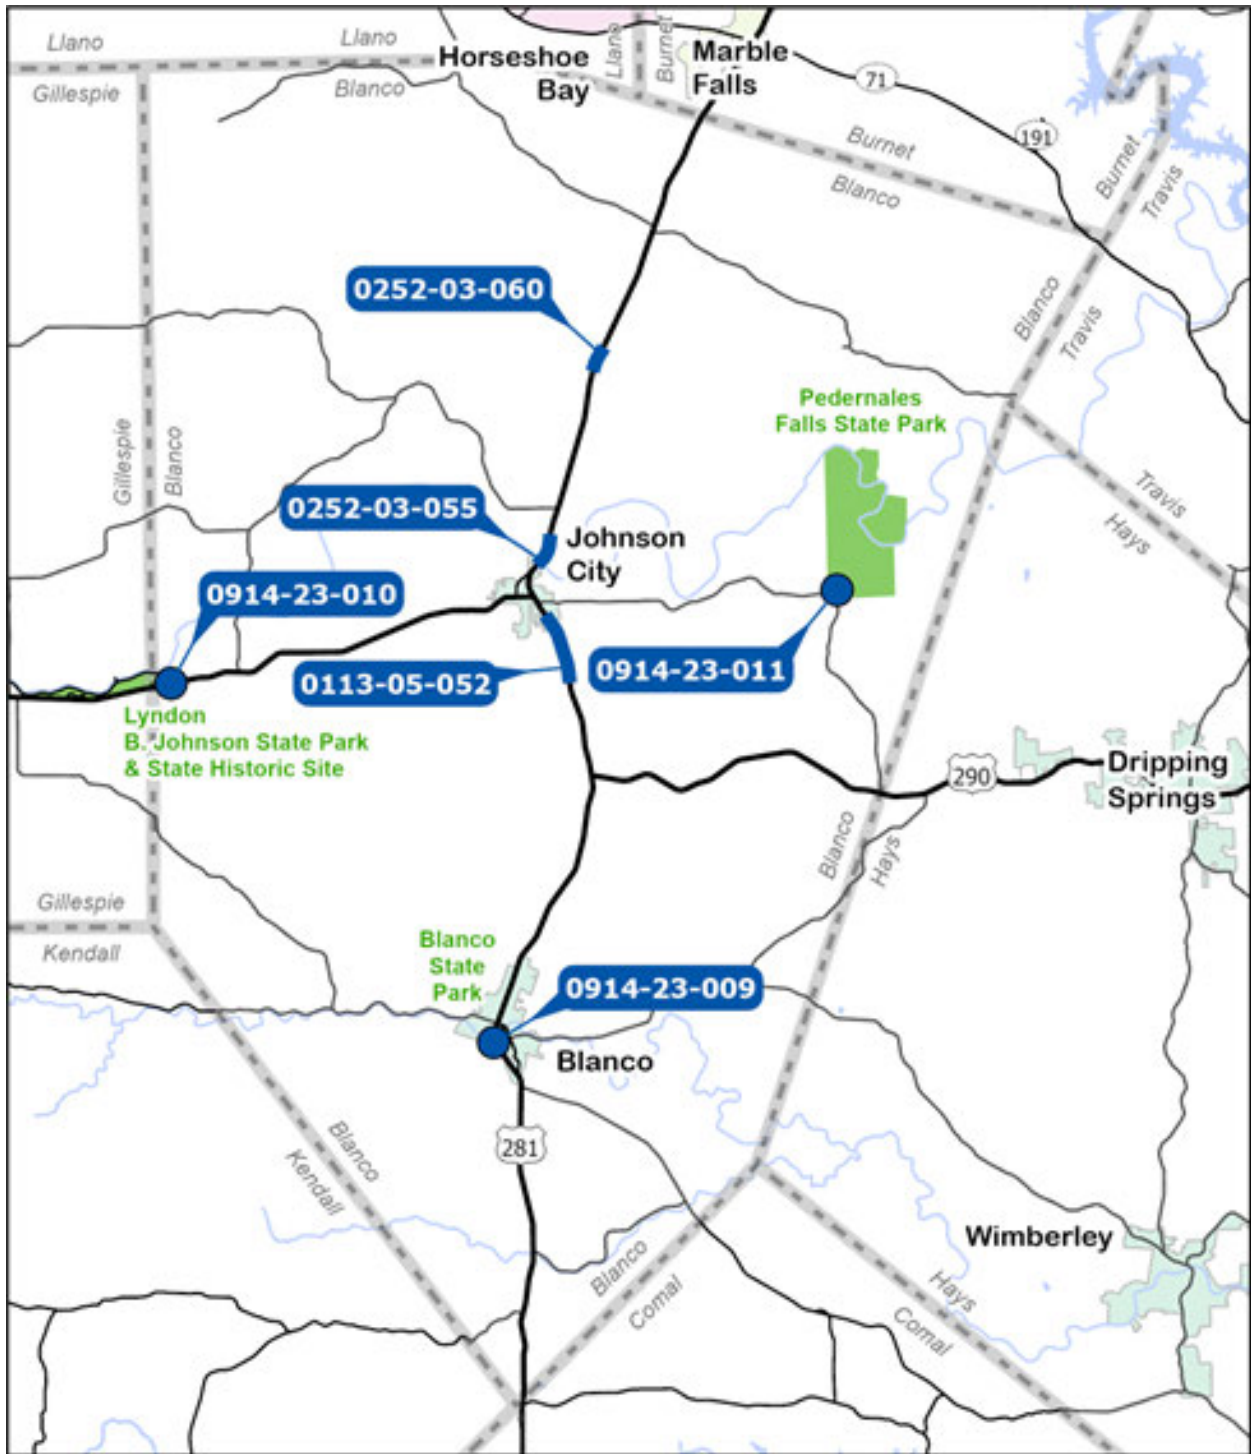 Llano
Llano
Gillespie
Blanco
Horseshoe
Bay
Llano
Burnet
Marble
Falls
71
191
Burnet
Blanco
Burnet
Travis
0252-03-060
Blanco
Travis
Pedernales
Falls State Park
Gillespie
Blanco
Travis
Hays
0252-03-055
Johnson
City
0914-23-010
0113-05-052
0914-23-011
Lyndon
B. Johnson State Park
& State Historic Site
290
Dripping
Springs
Blanco
Hays
Gillespie
Kendall
Blanco
State
Park
0914-23-009
Blanco
281
Blanco
Kendall
Wimberley
Blanco
Comal
Hays
Comal